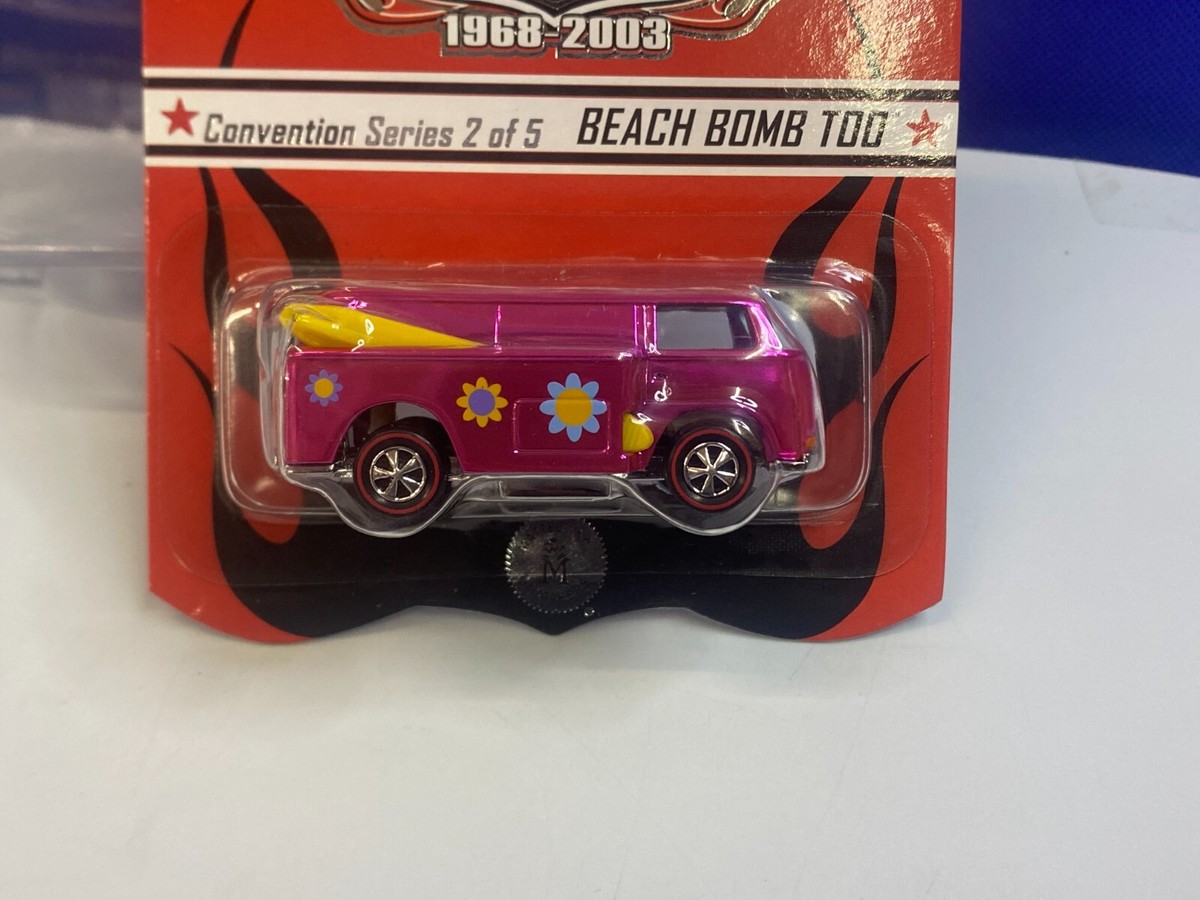 1968-2003
Convention Series 2 of 5 BEACH BOMB TOO
M